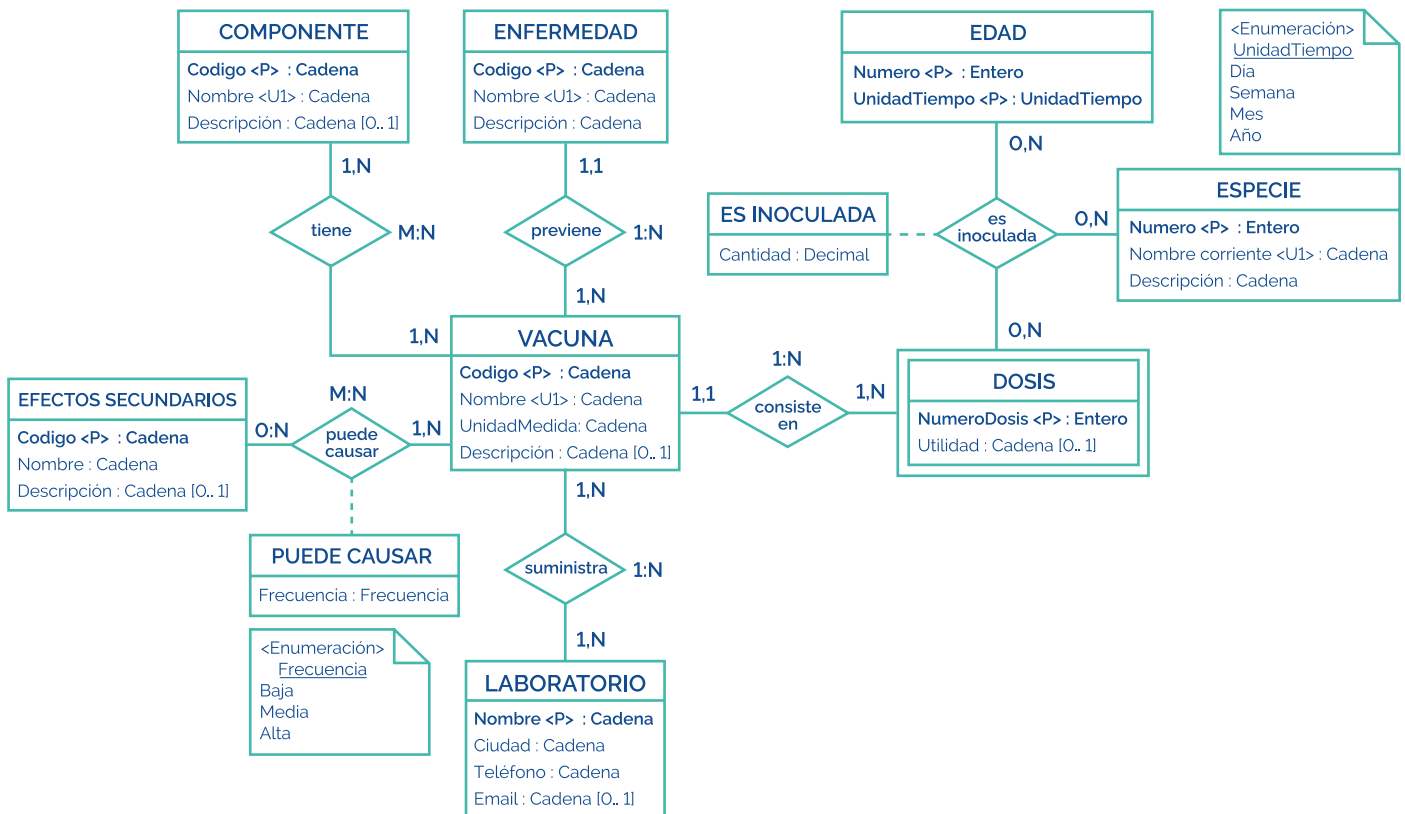 COMPONENTE
Codigo <P> : Cadena
Nombre <U1> : Cadena
Descripción : Cadena [0.. 1]
ENFERMEDAD
Codigo <P> : Cadena
Nombre <U1> : Cadena
Descripción : Cadena
EDAD
Numero <P> : Entero
UnidadTiempo <P> : UnidadTiempo
<Enumeración>
UnidadTiempo
Día
Semana
Mes
Año
1,N
1,1
0,N
tiene
M:N
previene
1:N
ES INOCULADA
Cantidad : Decimal
es
inoculada
0,N
ESPECIE
Numero <P> : Entero
Nombre corriente <U1> : Cadena
Descripción : Cadena
1,N
1,N
0,N
VACUNA
Codigo <P> : Cadena
Nombre <U1> : Cadena
UnidadMedida: Cadena
Descripción : Cadena [0.. 1]
1:N
1,1
consiste
en
1,N
DOSIS
NumeroDosis <P> : Entero
Utilidad : Cadena [0.. 1]
EFECTOS SECUNDARIOS
Codigo <P> : Cadena
Nombre : Cadena
Descripción : Cadena [0.. 1]
M:N
0:N
puede
causar
1,N
1,N
PUEDE CAUSAR
Frecuencia : Frecuencia
suministra
1:N
<Enumeración>
Frecuencia
Baja
Media
Alta
1,N
LABORATORIO
Nombre <P> : Cadena
Ciudad : Cadena
Teléfono : Cadena
Email : Cadena [0.. 1]